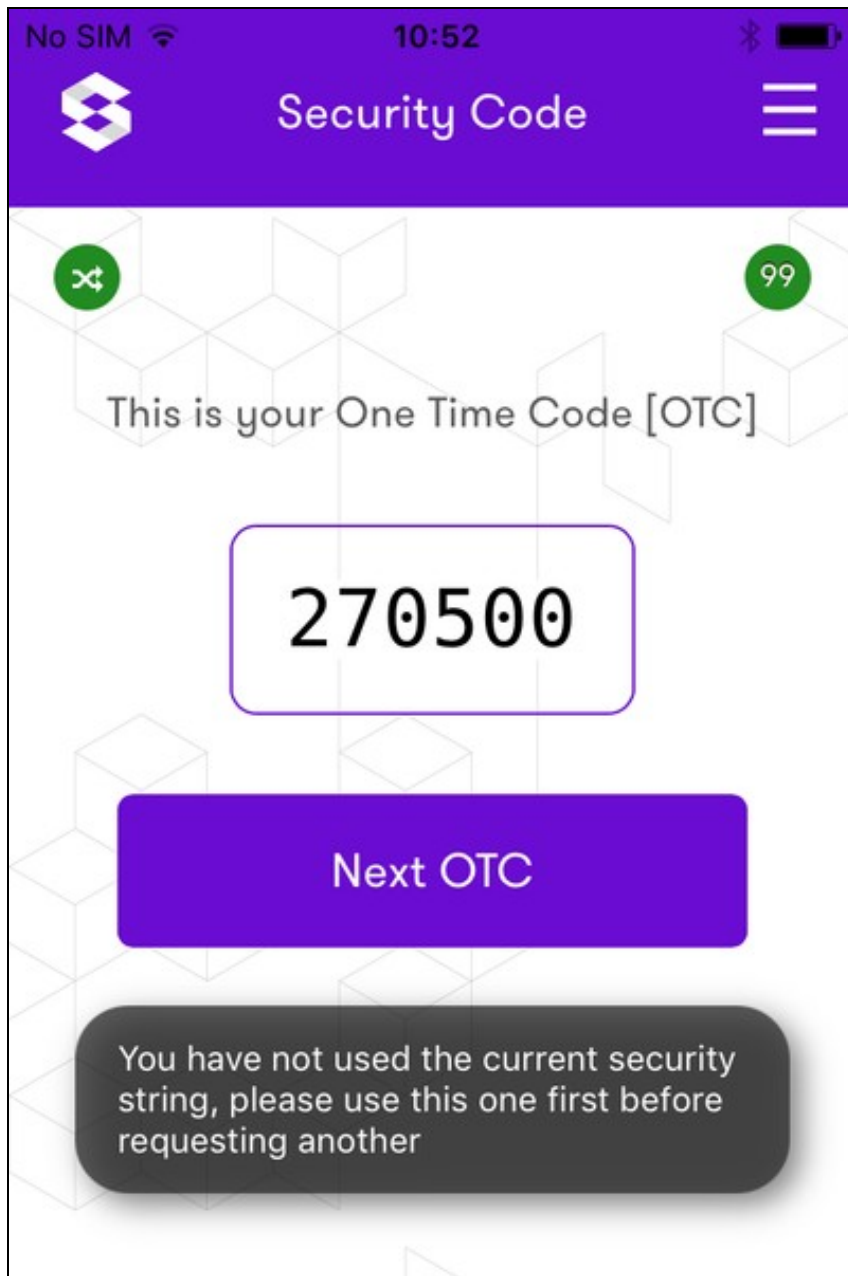 No SIM 10:52
Security Code
99
This is your One Time Code [OTC]
270500
Next OTC
You have not used the current security
string, please use this one first before
requesting another